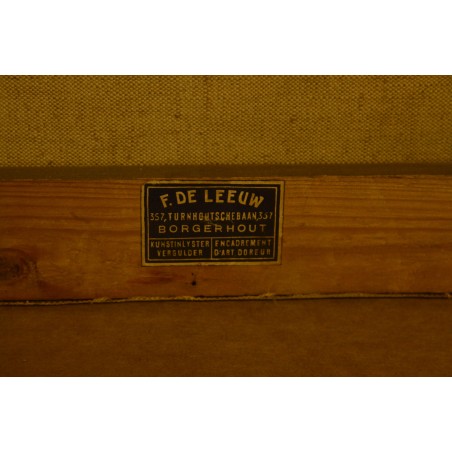 F. DE LEEUW
357, TURNHOUTSCHEBAAN, 357
BORGERHOUT
KUNSTINLYSTER
VERGULDER
ENCADREMENT
D'ART DOREUR